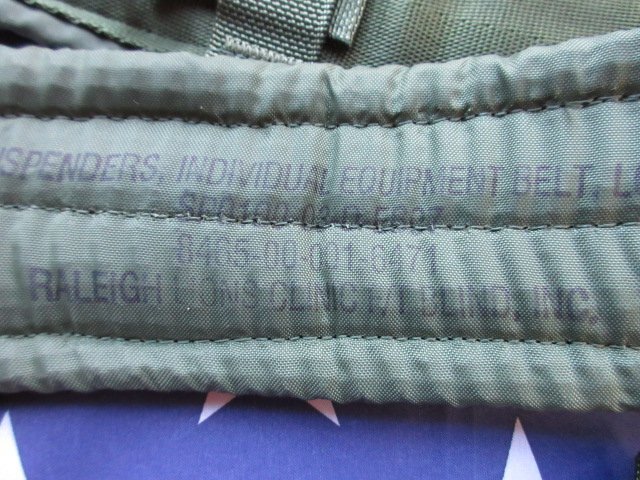 SPENDERS, INDIVIDUAL EQUIPMENT BELT,
8465-00-001-6471
RALEIGH LIONS CLINIC F/T BLIND, INC.